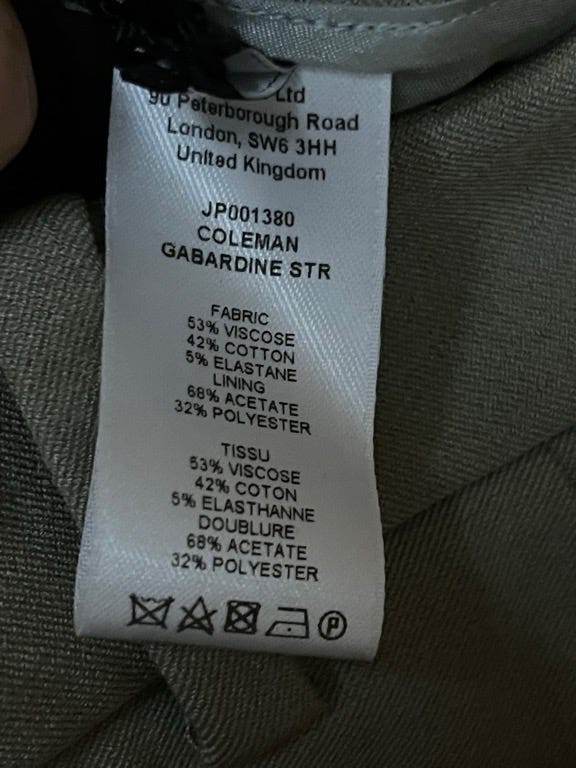 Ltd
90 Peterborough Road
London, SW6 3HH
United Kingdom
JP001380
COLEMAN
GABARDINE STR
FABRIC
53% VISCOSE
42% COTTON
5% ELASTANE
LINING
68% ACETATE
32% POLYESTER
TISSU
53% VISCOSE
42% COTON
5% ELASTHANNE
DOUBLURE
68% ACETATE
32% POLYESTER
P